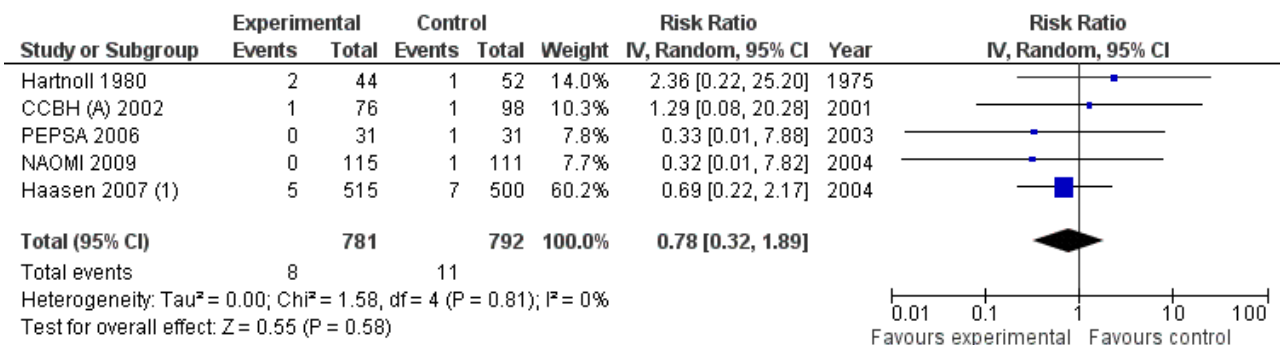 Experimental Control Risk Ratio Risk Ratio
Study or Subgroup Events Total Events Total Weight IV, Random, 95% CI Year IV, Random, 95% CI
Hartnoll 1980 2 44 1 52 14.0% 2.36 [0.22, 25.20] 1975
CCBH (A) 2002 1 76 1 98 10.3% 1.29 [0.08, 20.28] 2001
PEPSA 2006 0 31 1 31 7.8% 0.33 [0.01, 7.88] 2003
NAOMI 2009 0 115 1 111 7.7% 0.32 [0.01, 7.82] 2004
Haasen 2007 (1) 5 515 7 500 60.2% 0.69 [0.22, 2.17] 2004
Total (95% CI) 781 792 100.0% 0.78 [0.32, 1.89]
Total events 8 11
Heterogeneity: Tau² = 0.00; Chi² = 1.58, df = 4 (P = 0.81); I² = 0%
Test for overall effect: Z = 0.55 (P = 0.58)
0.01 0.1 1 10 100
Favours experimental Favours control